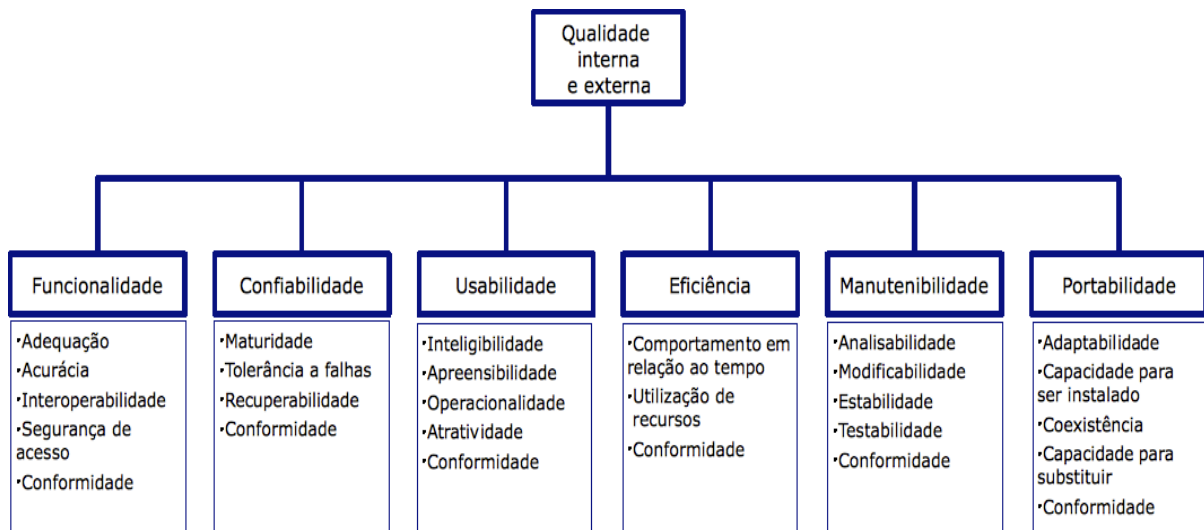 Qualidade
interna
e externa
Funcionalidade
·Adequação
·Acurácia
·Interoperabilidade
·Segurança de
acesso
·Conformidade
Confiabilidade
·Maturidade
·Tolerância a falhas
·Recuperabilidade
·Conformidade
Usabilidade
·Inteligibilidade
·Apreensibilidade
·Operacionalidade
·Atratividade
·Conformidade
Eficiência
·Comportamento em
relação ao tempo
·Utilização de
recursos
·Conformidade
Manutenibilidade
·Analisabilidade
·Modificabilidade
·Estabilidade
·Testabilidade
·Conformidade
Portabilidade
·Adaptabilidade
·Capacidade para
ser instalado
·Coexistência
·Capacidade para
substituir
·Conformidade